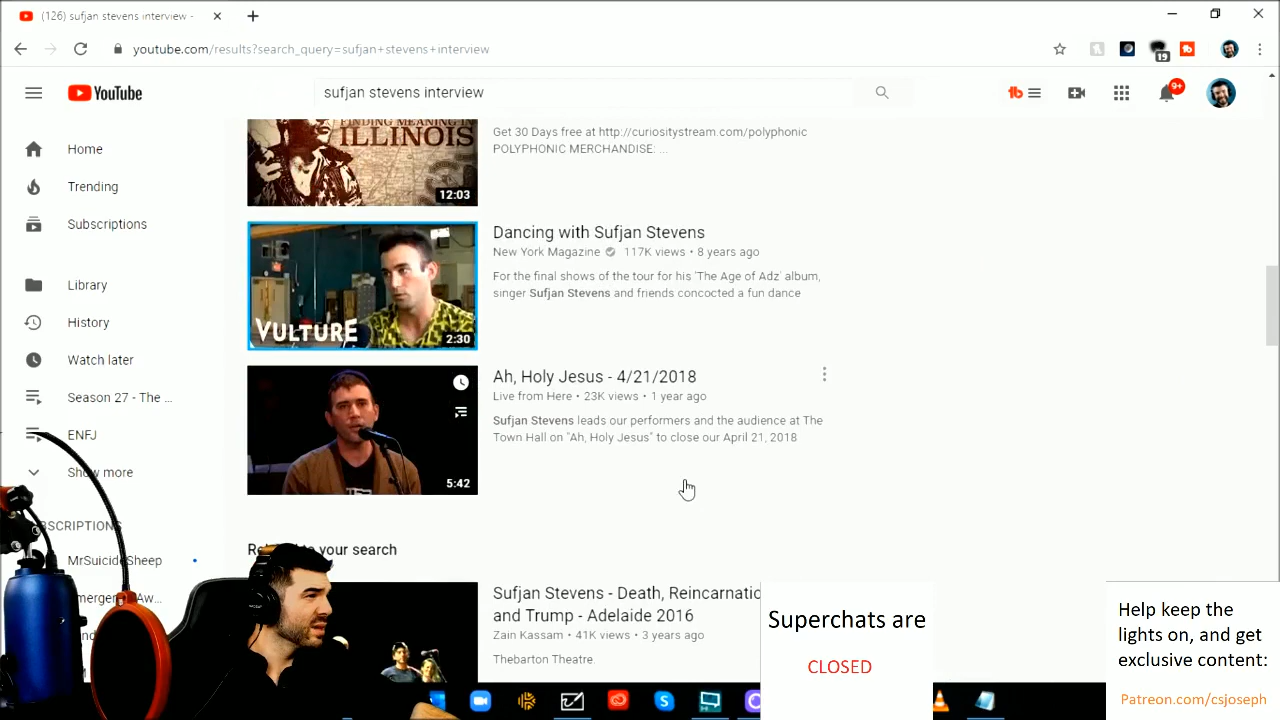 (126) sufjan stevens interview -
youtube.com/results?search_query=sufjan+stevens+interview
19
YouTube
sufjan stevens interview
9+
Home
Trending
Subscriptions
Library
History
Watch later
Season 27 - The ...
ENFJ
Show more
MrSuicideSheep
FINDING MEANING IN
ILLINOIS
12:03
Get 30 Days free at http://curiositystream.com/polyphonic
POLYPHONIC MERCHANDISE: ...
VULTURE
2:30
Dancing with Sufjan Stevens
New York Magazine 117K views • 8 years ago
For the final shows of the tour for his 'The Age of Adz' album,
singer Sufjan Stevens and friends concocted a fun dance
5:42
Ah, Holy Jesus - 4/21/2018
Live from Here • 23K views • 1 year ago
Sufjan Stevens leads our performers and the audience at The
Town Hall on "Ah, Holy Jesus" to close our April 21, 2018
your search
Sufjan Stevens - Death, Reincarnatio
and Trump - Adelaide 2016
Zain Kassam • 41K views • 3 years ago
Thebarton Theatre.
Superchats are
CLOSED
Help keep the
lights on, and get
exclusive content:
Patreon.com/csjoseph